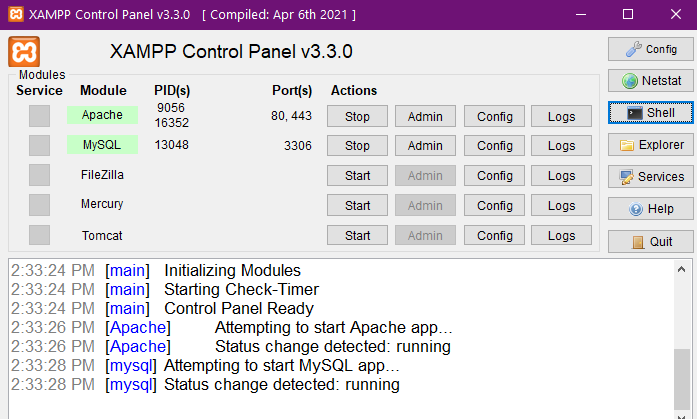 XAMPP Control Panel v3.3.0 [ Compiled: Apr 6th 2021 ]
XAMPP Control Panel v3.3.0
Config
Modules
Service Module PID(s) Port(s) Actions
Netstat
Apache 9056 16352 80, 443 Stop Admin Config Logs
Shell
MySQL 13048 3306 Stop Admin Config Logs
Explorer
FileZilla Start Admin Config Logs
Services
Mercury Start Admin Config Logs
Help
Tomcat Start Admin Config Logs
Quit
2:33:24 PM [main] Initializing Modules
2:33:24 PM [main] Starting Check-Timer
2:33:24 PM [main] Control Panel Ready
2:33:26 PM [Apache] Attempting to start Apache app...
2:33:26 PM [Apache] Status change detected: running
2:33:28 PM [mysql] Attempting to start MySQL app...
2:33:28 PM [mysql] Status change detected: running